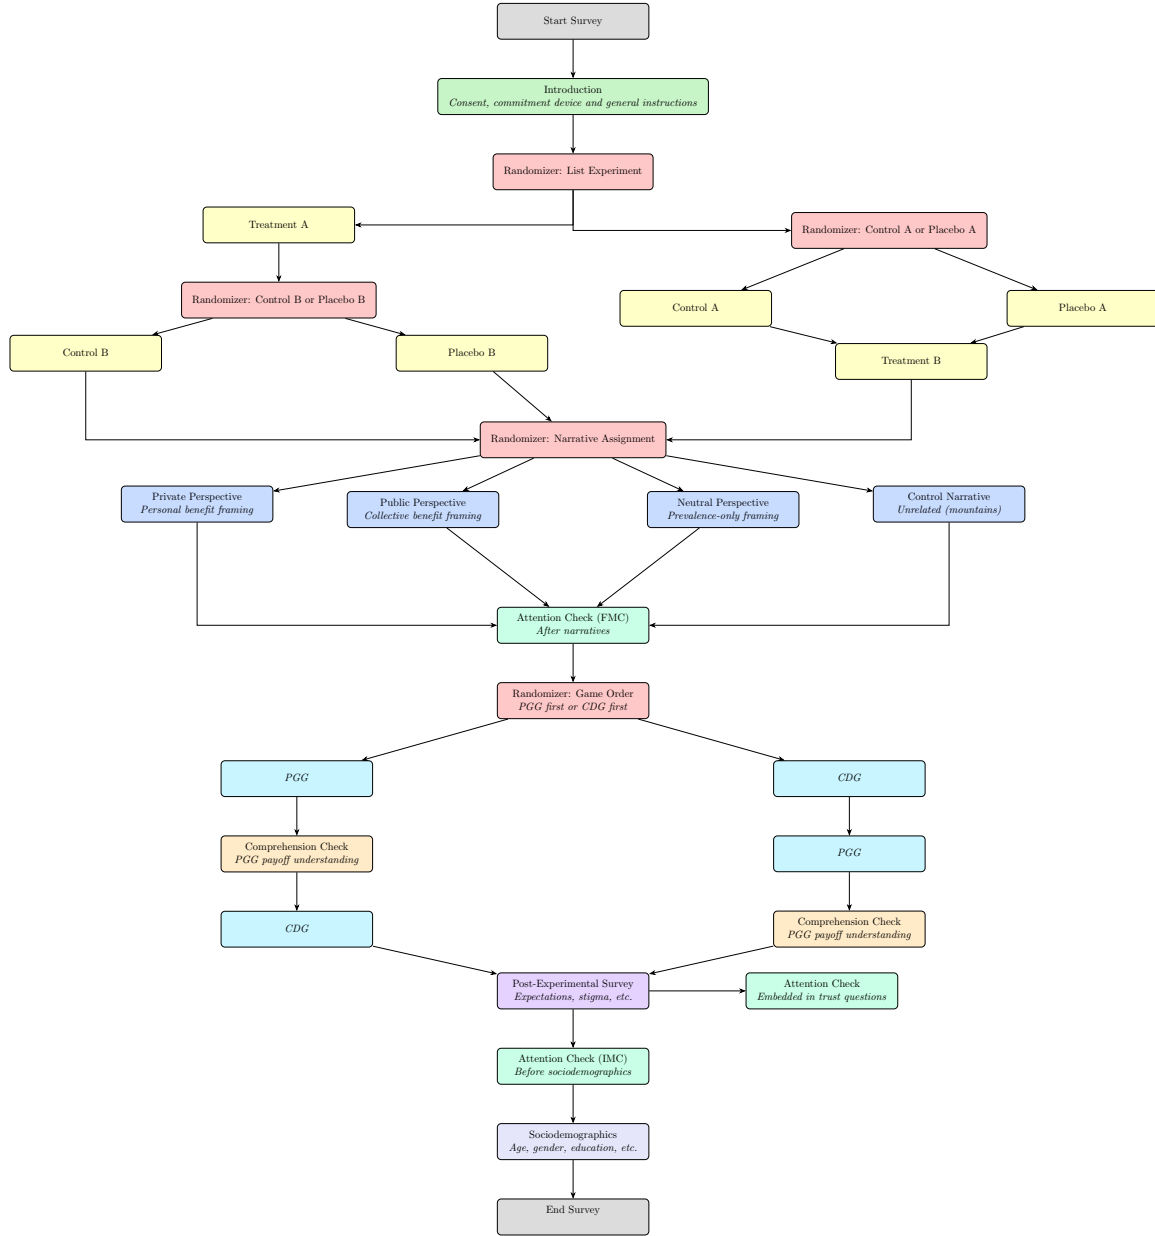 Start Survey
Introduction
Consent, commitment device and general instructions
Randomizer: List Experiment
Treatment A
Randomizer: Control A or Placebo A
Randomizer: Control B or Placebo B
Control A
Placebo A
Control B
Placebo B
Treatment B
Randomizer: Narrative Assignment
Private Perspective
Personal benefit framing
Public Perspective
Collective benefit framing
Neutral Perspective
Prevalence-only framing
Control Narrative
Unrelated (mountains)
Attention Check (FMC)
After narratives
Randomizer: Game Order
PGG first or CDG first
PGG
CDG
Comprehension Check
PGG payoff understanding
PGG
CDG
Comprehension Check
PGG payoff understanding
Post-Experimental Survey
Expectations, stigma, etc.
Attention Check
Embedded in trust questions
Attention Check (IMC)
Before sociodemographics
Sociodemographics
Age, gender, education, etc.
End Survey